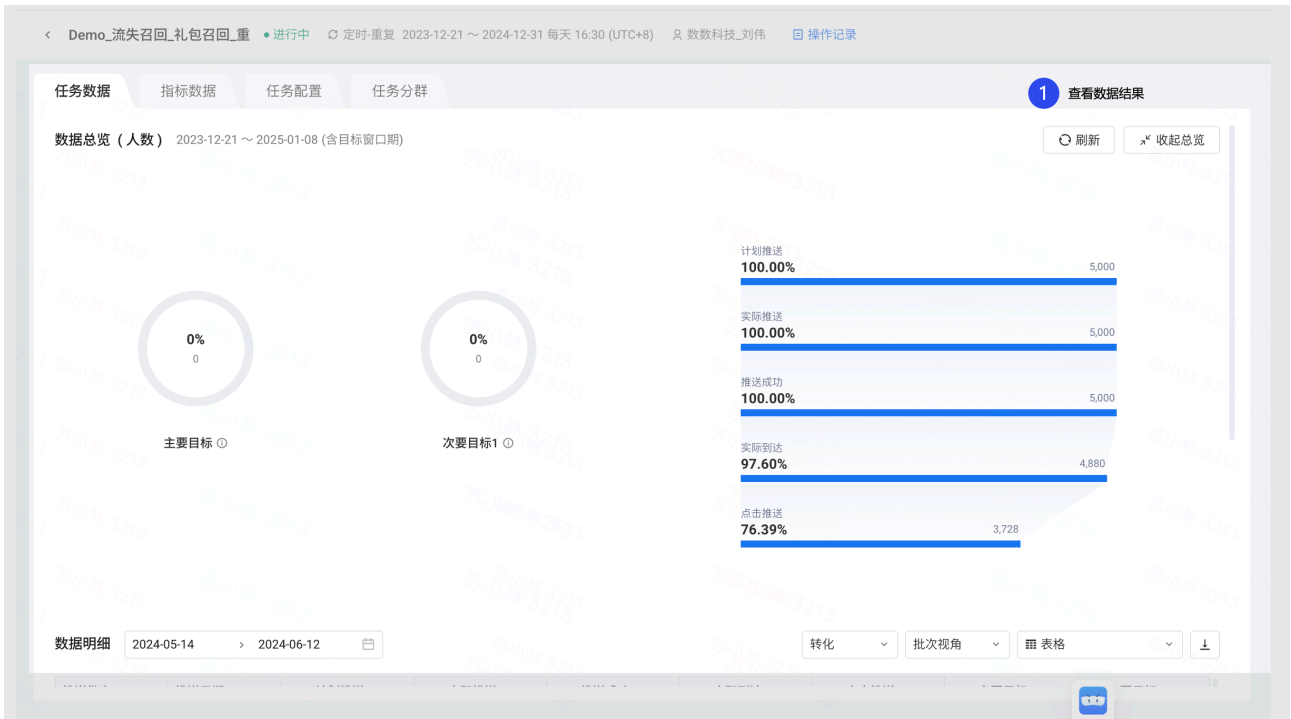 Demo_流失召回_礼包召回_重 进行中 定时-重复 2023-12-21 ～ 2024-12-31 每天 16:30 (UTC+8) 数数科技_刘伟 操作记录
任务数据 指标数据 任务配置 任务分群 1 查看数据结果
数据总览 ( 人数 ) 2023-12-21 ～ 2025-01-08 (含目标窗口期) 刷新 收起总览
计划推送
100.00% 5,000
实际推送
100.00% 5,000
0% 0%
0 0
推送成功
100.00% 5,000
主要目标 次要目标1
实际到达
97.60% 4,880
点击推送
76.39% 3,728
数据明细 2024-05-14 > 2024-06-12 转化 批次视角 表格
苏小林 3213